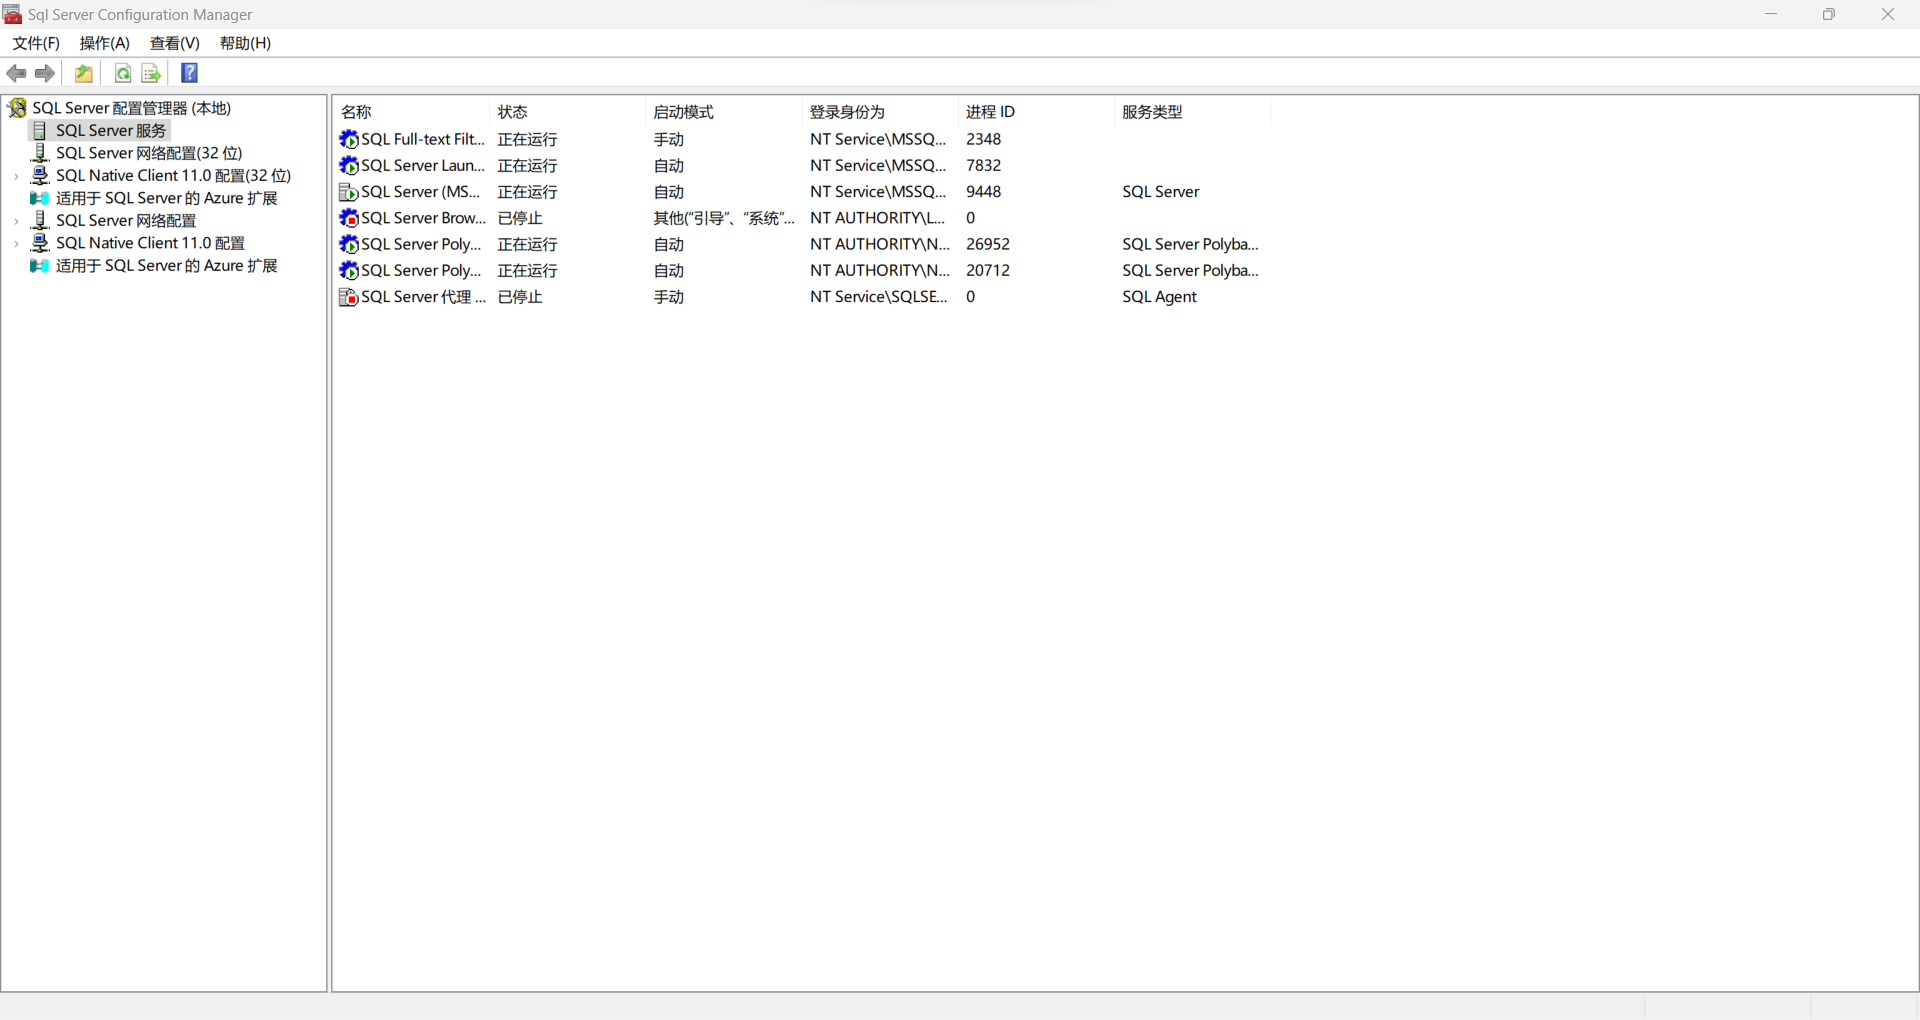 Sql Server Configuration Manager
文件(F) 操作(A) 查看(V) 帮助(H)
SQL Server 配置管理器 (本地)
SQL Server 服务
SQL Server 网络配置(32 位)
SQL Native Client 11.0 配置(32 位)
适用于 SQL Server 的 Azure 扩展
SQL Server 网络配置
SQL Native Client 11.0 配置
适用于 SQL Server 的 Azure 扩展
名称 状态 启动模式 登录身份为 进程 ID 服务类型
SQL Full-text Filt... 正在运行 手动 NT Service\MSSQ... 2348
SQL Server Laun... 正在运行 自动 NT Service\MSSQ... 7832
SQL Server (MS... 正在运行 自动 NT Service\MSSQ... 9448 SQL Server
SQL Server Brow... 已停止 其他("引导"、"系统"... NT AUTHORITY\L... 0
SQL Server Poly... 正在运行 自动 NT AUTHORITY\N... 26952 SQL Server Polyba...
SQL Server Poly... 正在运行 自动 NT AUTHORITY\N... 20712 SQL Server Polyba...
SQL Server 代理 ... 已停止 手动 NT Service\SQLSE... 0 SQL Agent